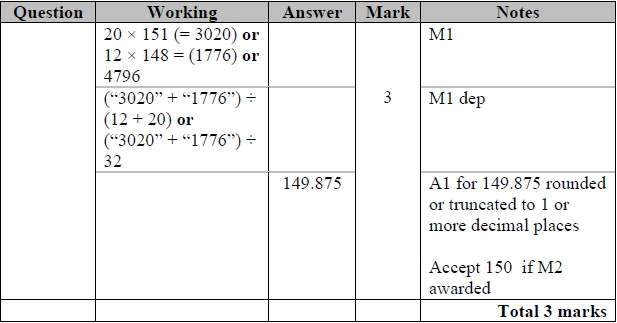 Question Working Answer Mark Notes
20 × 151 (= 3020) or M1
12 × 148 = (1776) or
4796
(“3020” + “1776”) ÷ 3 M1 dep
(12 + 20) or
(“3020” + “1776”) ÷
32
149.875 A1 for 149.875 rounded
or truncated to 1 or
more decimal places
Accept 150 if M2
awarded
Total 3 marks